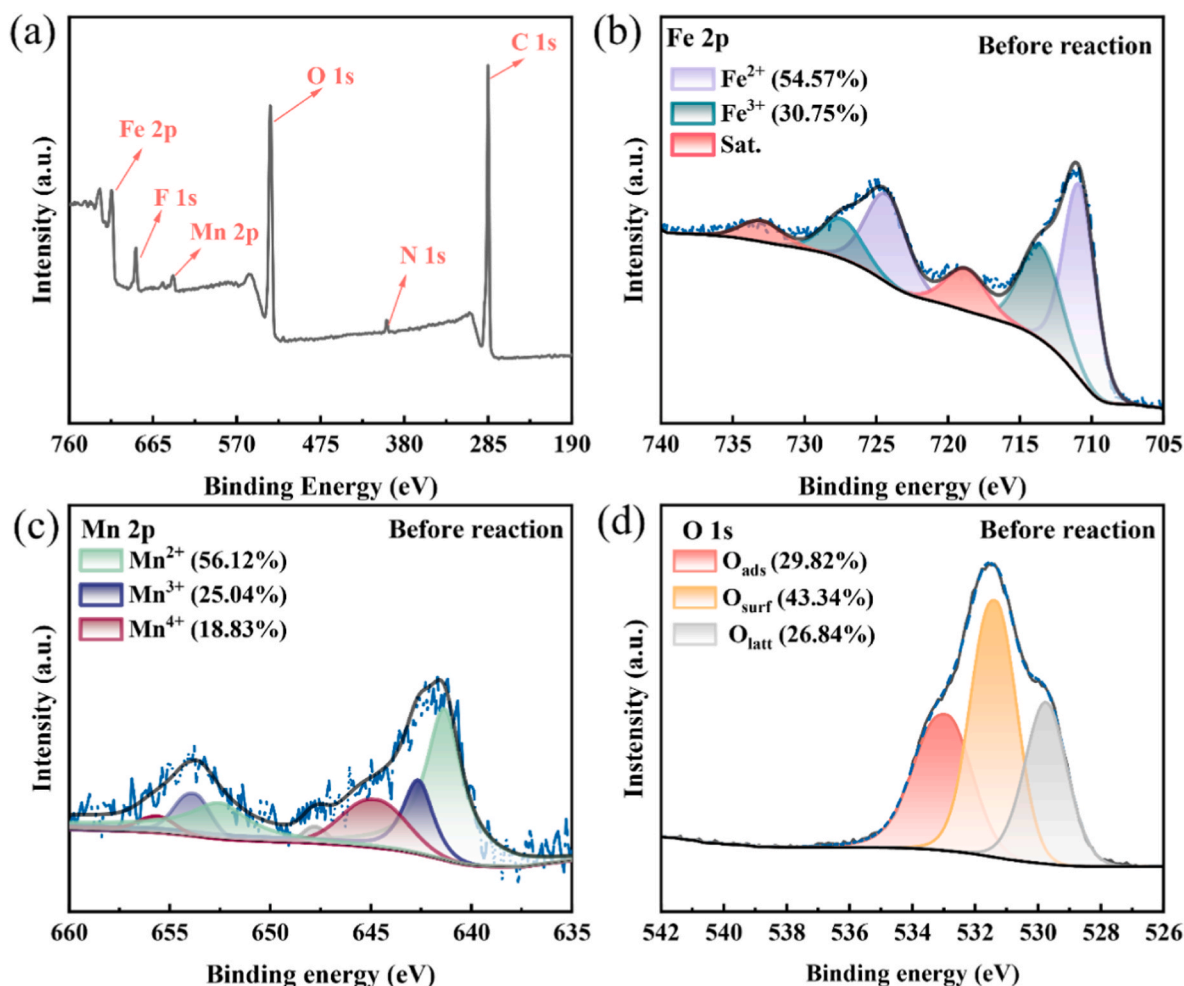 (a)
C 1s
O 1s
Fe 2p
F 1s
Mn 2p
N 1s
Intensity (a.u.)
760 665 570 475 380 285 190
Binding Energy (eV)
(b)
Fe 2p
Before reaction
Fe²⁺ (54.57%)
Fe³⁺ (30.75%)
Sat.
Intensity (a.u.)
740 735 730 725 720 715 710 705
Binding energy (eV)
(c)
Mn 2p
Before reaction
Mn²⁺ (56.12%)
Mn³⁺ (25.04%)
Mn⁴⁺ (18.83%)
Intensity (a.u.)
660 655 650 645 640 635
Binding energy (eV)
(d)
O 1s
Before reaction
Oads (29.82%)
Osurf (43.34%)
Olatt (26.84%)
Instensity (a.u.)
542 540 538 536 534 532 530 528 526
Binding energy (eV)